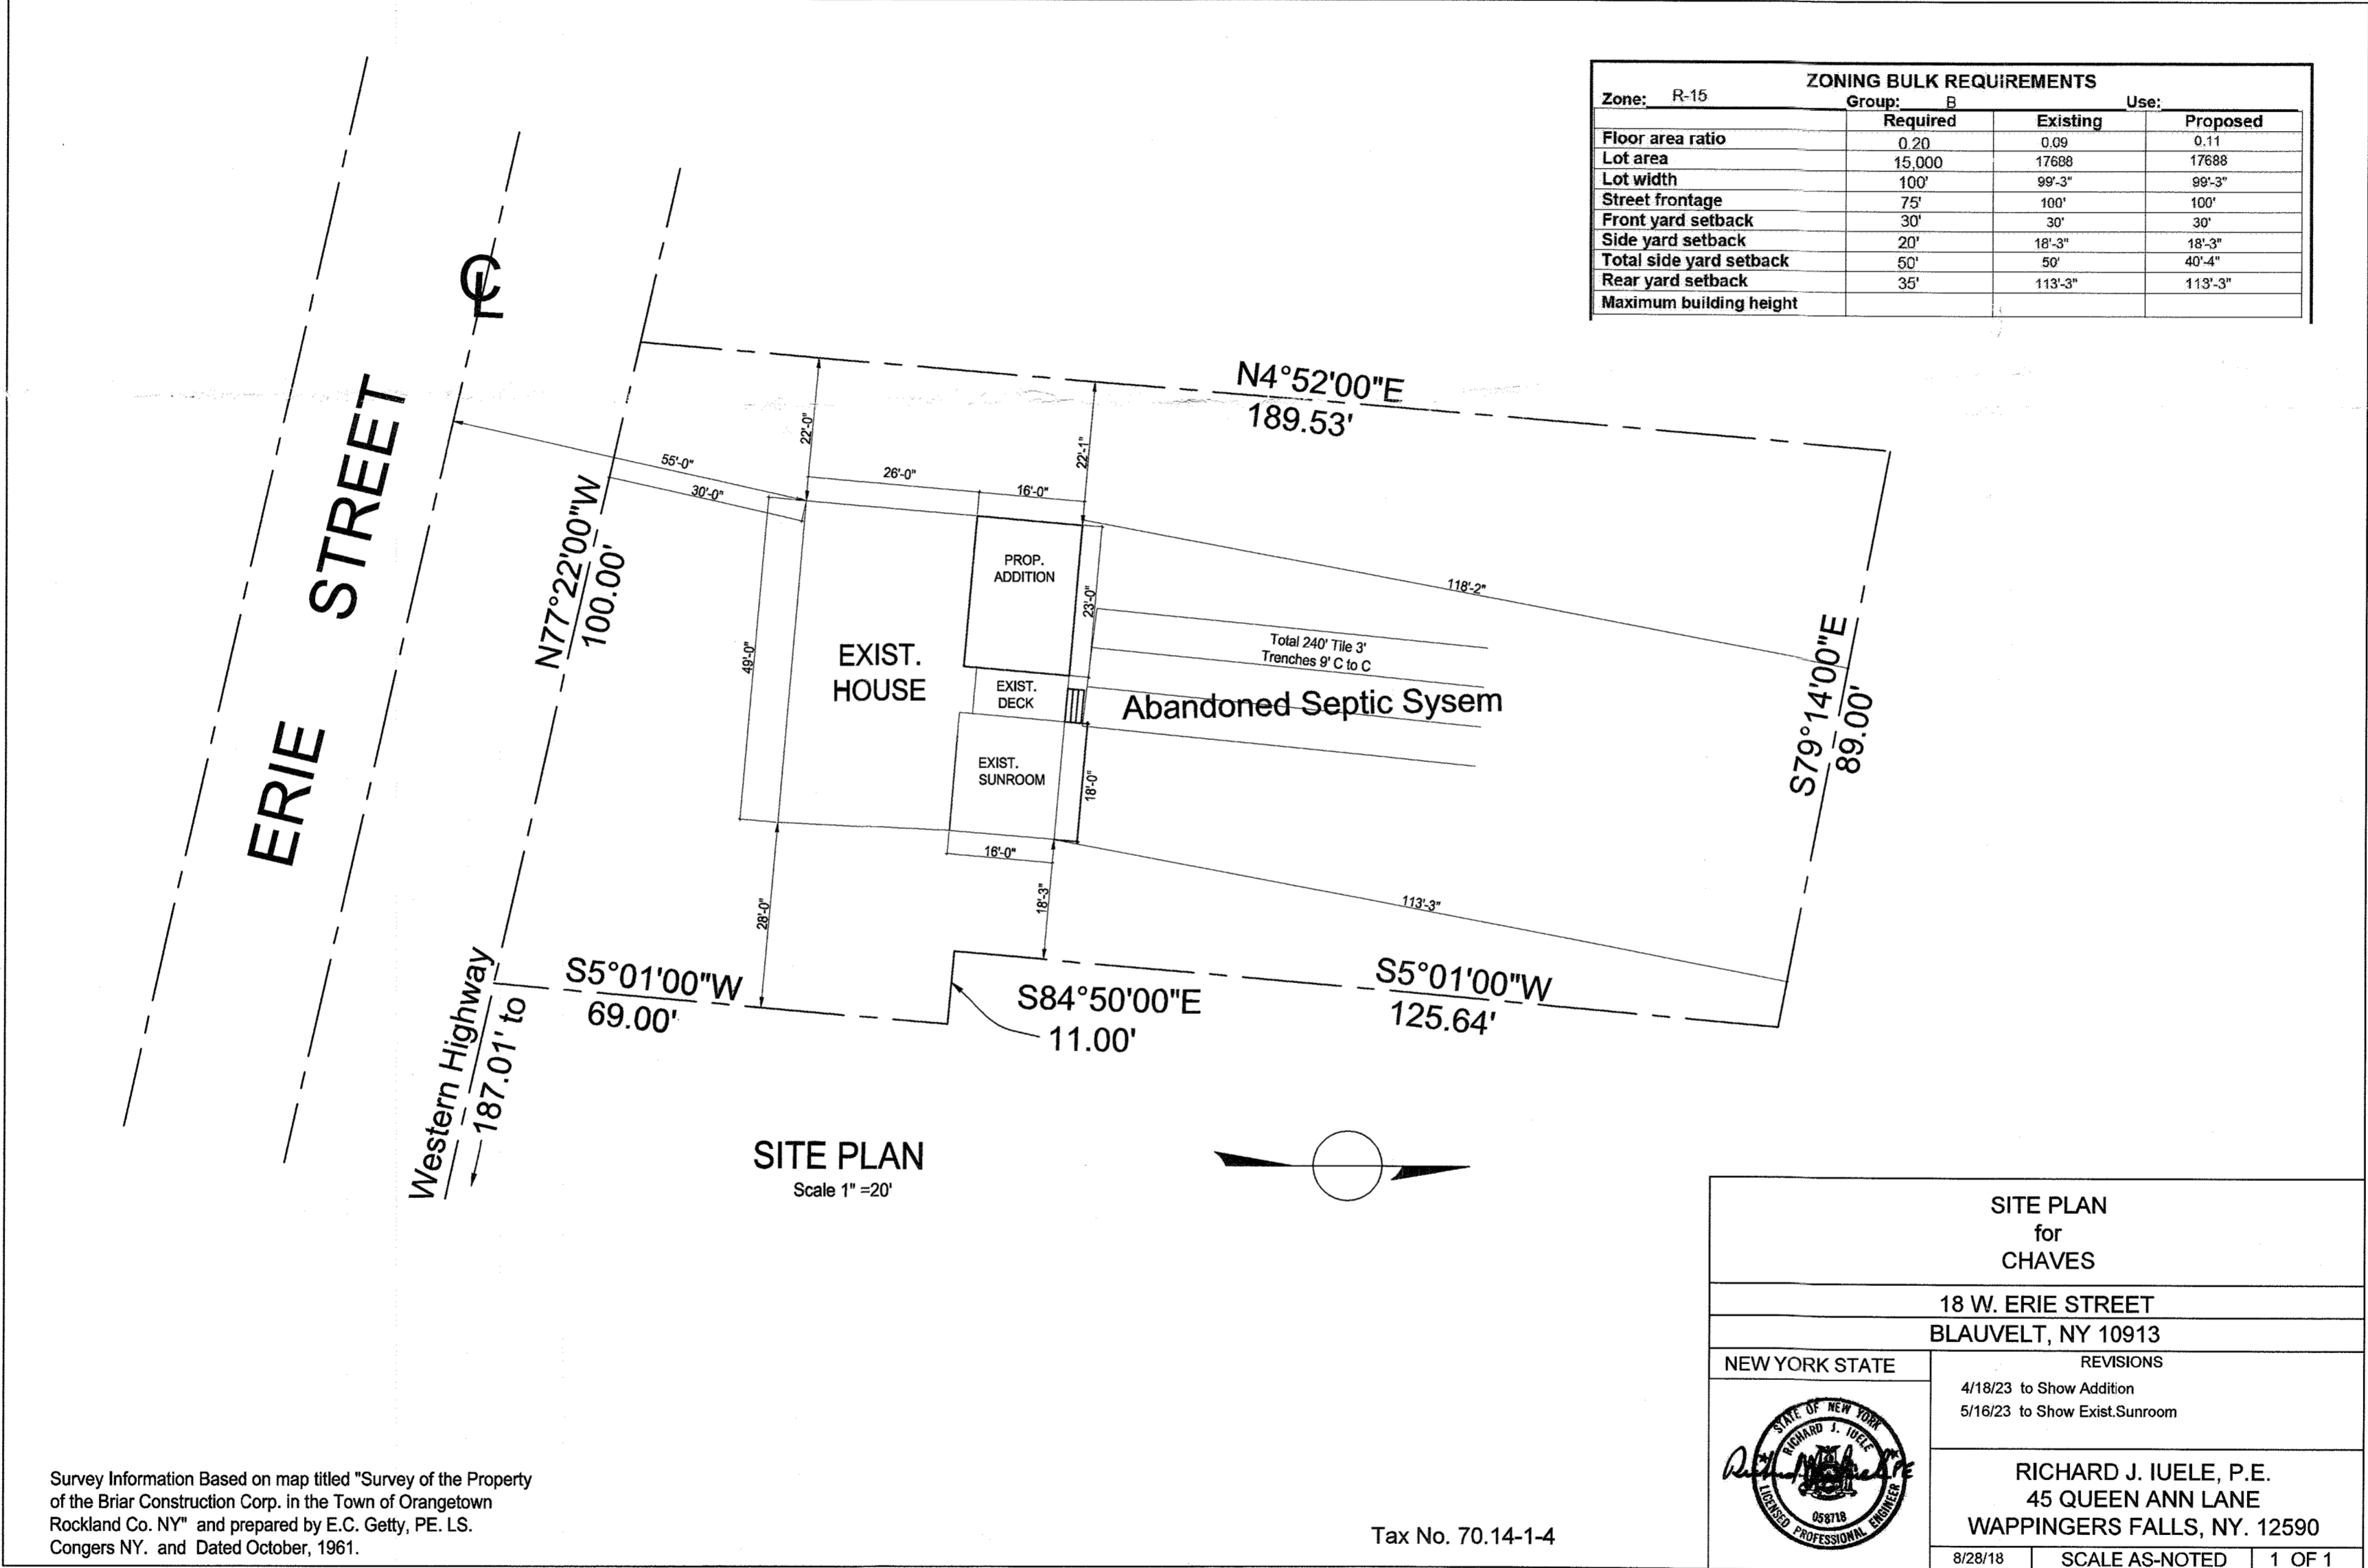 ZONING BULK REQUIREMENTS
Zone: R-15 Group: B Use:
Required Existing Proposed
Floor area ratio 0.20 0.09 0.11
Lot area 15,000 17688 17688
Lot width 100' 99'-3" 99'-3"
Street frontage 75' 100' 100'
Front yard setback 30' 30' 30'
Side yard setback 20' 18'-3" 18'-3"
Total side yard setback 50' 50' 40'-4"
Rear yard setback 35' 113'-3" 113'-3"
Maximum building height
CL
ERIE STREET
N4°52'00"E
189.53'
22'-0"
22'-1"
55'-0"
30'-0"
26'-0"
16'-0"
N77°22'00"W
100.00'
PROP.
ADDITION
23'-0"
118'-2"
49'-0"
EXIST.
HOUSE
Total 240' Tile 3'
Trenches 9' C to C
EXIST.
DECK
Abandoned Septic Sysem
S79°14'00"E
89.00'
EXIST.
SUNROOM
18'-0"
16'-0"
28'-0"
18'-3"
113'-3"
Western Highway
187.01' to
S5°01'00"W
69.00'
S84°50'00"E
11.00'
S5°01'00"W
125.64'
SITE PLAN
Scale 1" =20'
SITE PLAN
for
CHAVES
18 W. ERIE STREET
BLAUVELT, NY 10913
NEW YORK STATE
REVISIONS
4/18/23 to Show Addition
5/16/23 to Show Exist.Sunroom
STATE OF NEW YORK
RICHARD J. IUELE
058718
LICENSED PROFESSIONAL ENGINEER
RICHARD J. IUELE, P.E.
45 QUEEN ANN LANE
WAPPINGERS FALLS, NY. 12590
8/28/18 SCALE AS-NOTED 1 OF 1
Survey Information Based on map titled "Survey of the Property
of the Briar Construction Corp. in the Town of Orangetown
Rockland Co. NY" and prepared by E.C. Getty, PE. LS.
Congers NY. and Dated October, 1961.
Tax No. 70.14-1-4